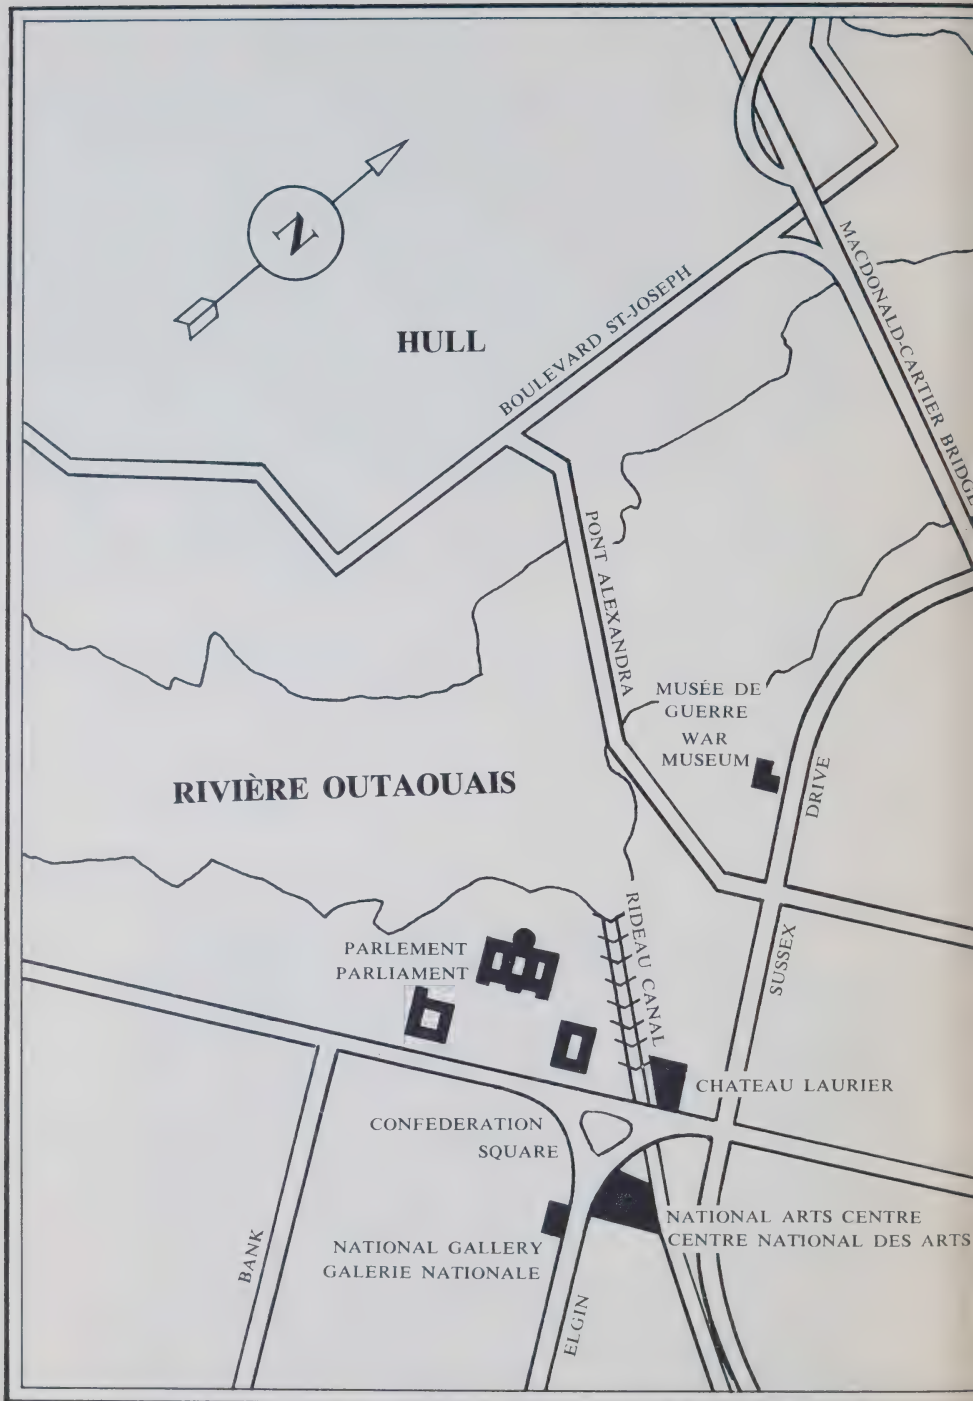 N
HULL
BOULEVARD ST-JOSEPH
MACDONALD-CARTIER BRIDGE
PONT ALEXANDRA
MUSÉE DE
GUERRE
WAR
MUSEUM
RIVIÈRE OUTAOUAIS
DRIVE
SUSSEX
RIDEAU CANAL
PARLEMENT
PARLIAMENT
CHATEAU LAURIER
CONFEDERATION
SQUARE
NATIONAL ARTS CENTRE
CENTRE NATIONAL DES ARTS
NATIONAL GALLERY
GALERIE NATIONALE
BANK
ELGIN